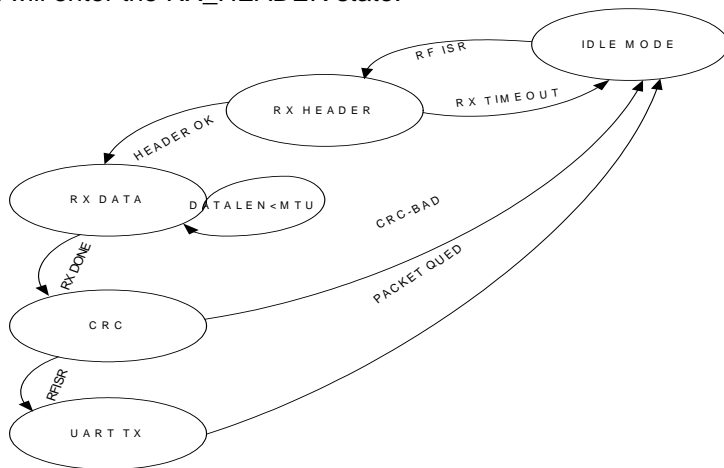 will enter the RX_HEADER state.
IDLE MODE
RF ISR
RX HEADER
RX TIMEOUT
HEADER OK
RX DATA
DATALEN<MTU
CRC-BAD
RX DONE
PACKET QUED
CRC
RFISR
UART TX